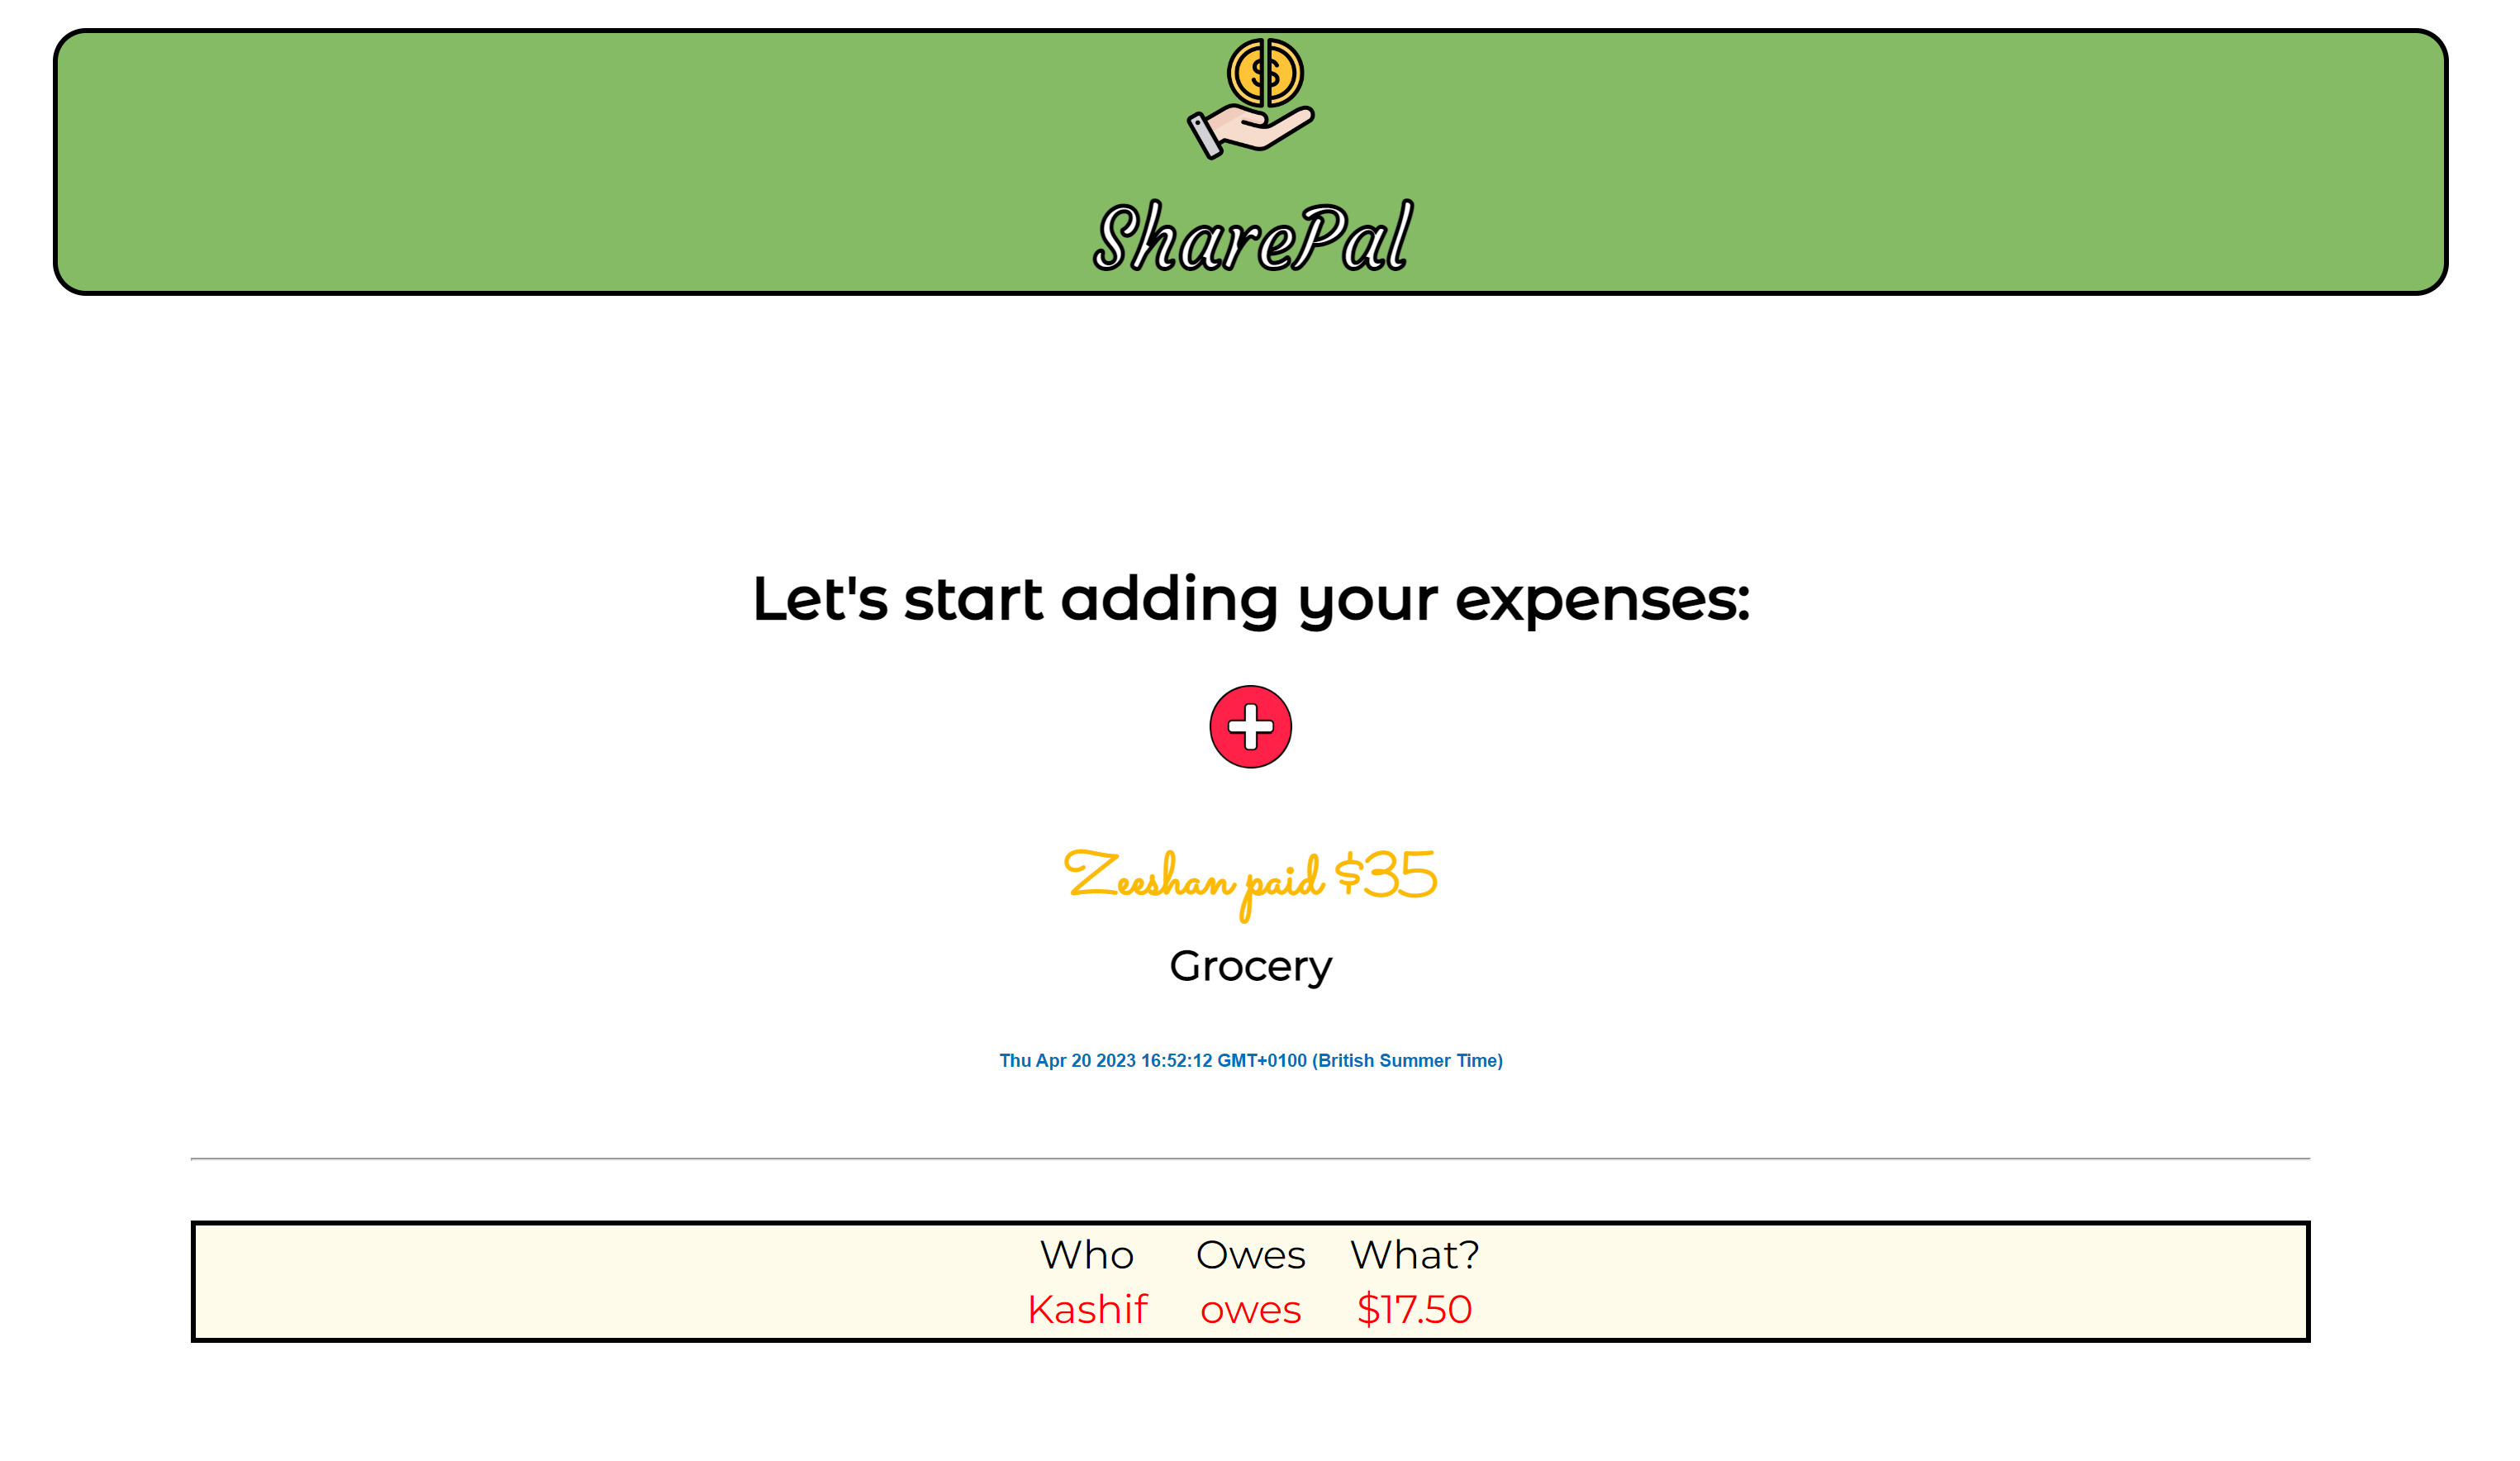 $
SharePal
Let's start adding your expenses:
Zeeshan paid $35
Grocery
Thu Apr 20 2023 16:52:12 GMT+0100 (British Summer Time)
Who Owes What?
Kashif owes $17.50